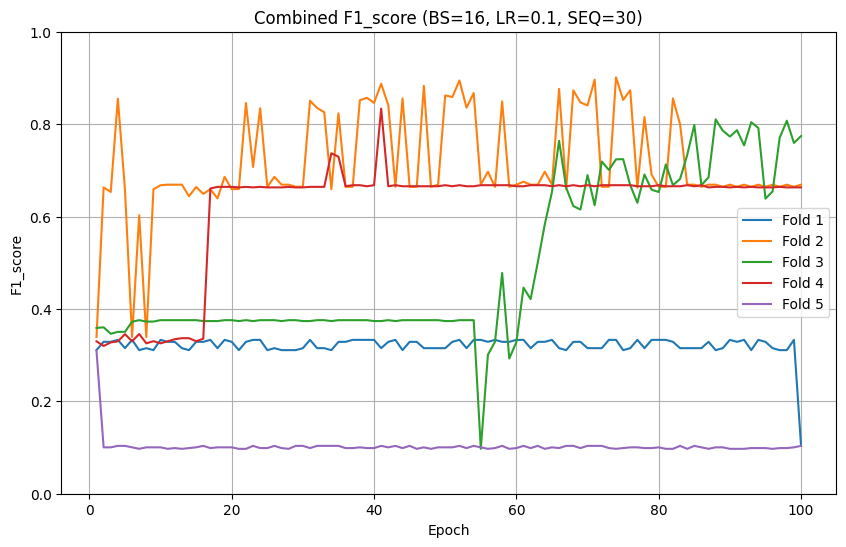 Combined F1_score (BS=16, LR=0.1, SEQ=30)
F1_score
1.0
0.8
0.6
0.4
0.2
0.0
Fold 1
Fold 2
Fold 3
Fold 4
Fold 5
0 20 40 60 80 100
Epoch